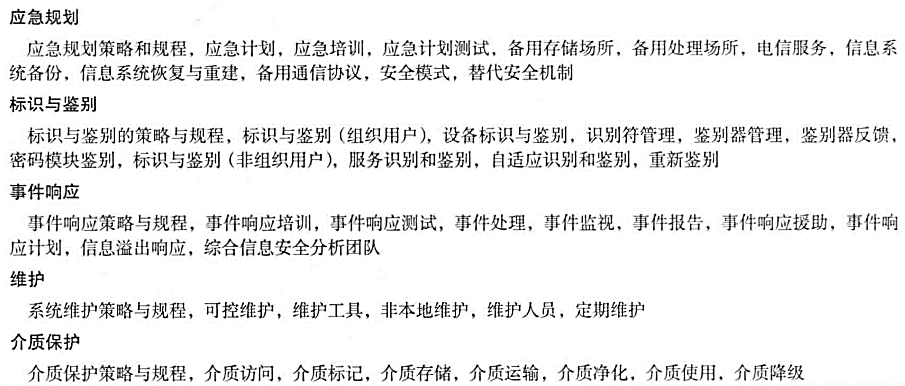 应急规划
应急规划策略和规程，应急计划，应急培训，应急计划测试，备用存储场所，备用处理场所，电信服务，信息系
统备份，信息系统恢复与重建，备用通信协议，安全模式，替代安全机制
标识与鉴别
标识与鉴别的策略与规程，标识与鉴别（组织用户），设备标识与鉴别，识别符管理，鉴别器管理，鉴别器反馈，
密码模块鉴别，标识与鉴别（非组织用户），服务识别和鉴别，自适应识别和鉴别，重新鉴别
事件响应
事件响应策略与规程，事件响应培训，事件响应测试，事件处理，事件监视，事件报告，事件响应援助，事件响
应计划，信息溢出响应，综合信息安全分析团队
维护
系统维护策略与规程，可控维护，维护工具，非本地维护，维护人员，定期维护
介质保护
介质保护策略与规程，介质访问，介质标记，介质存储，介质运输，介质净化，介质使用，介质降级